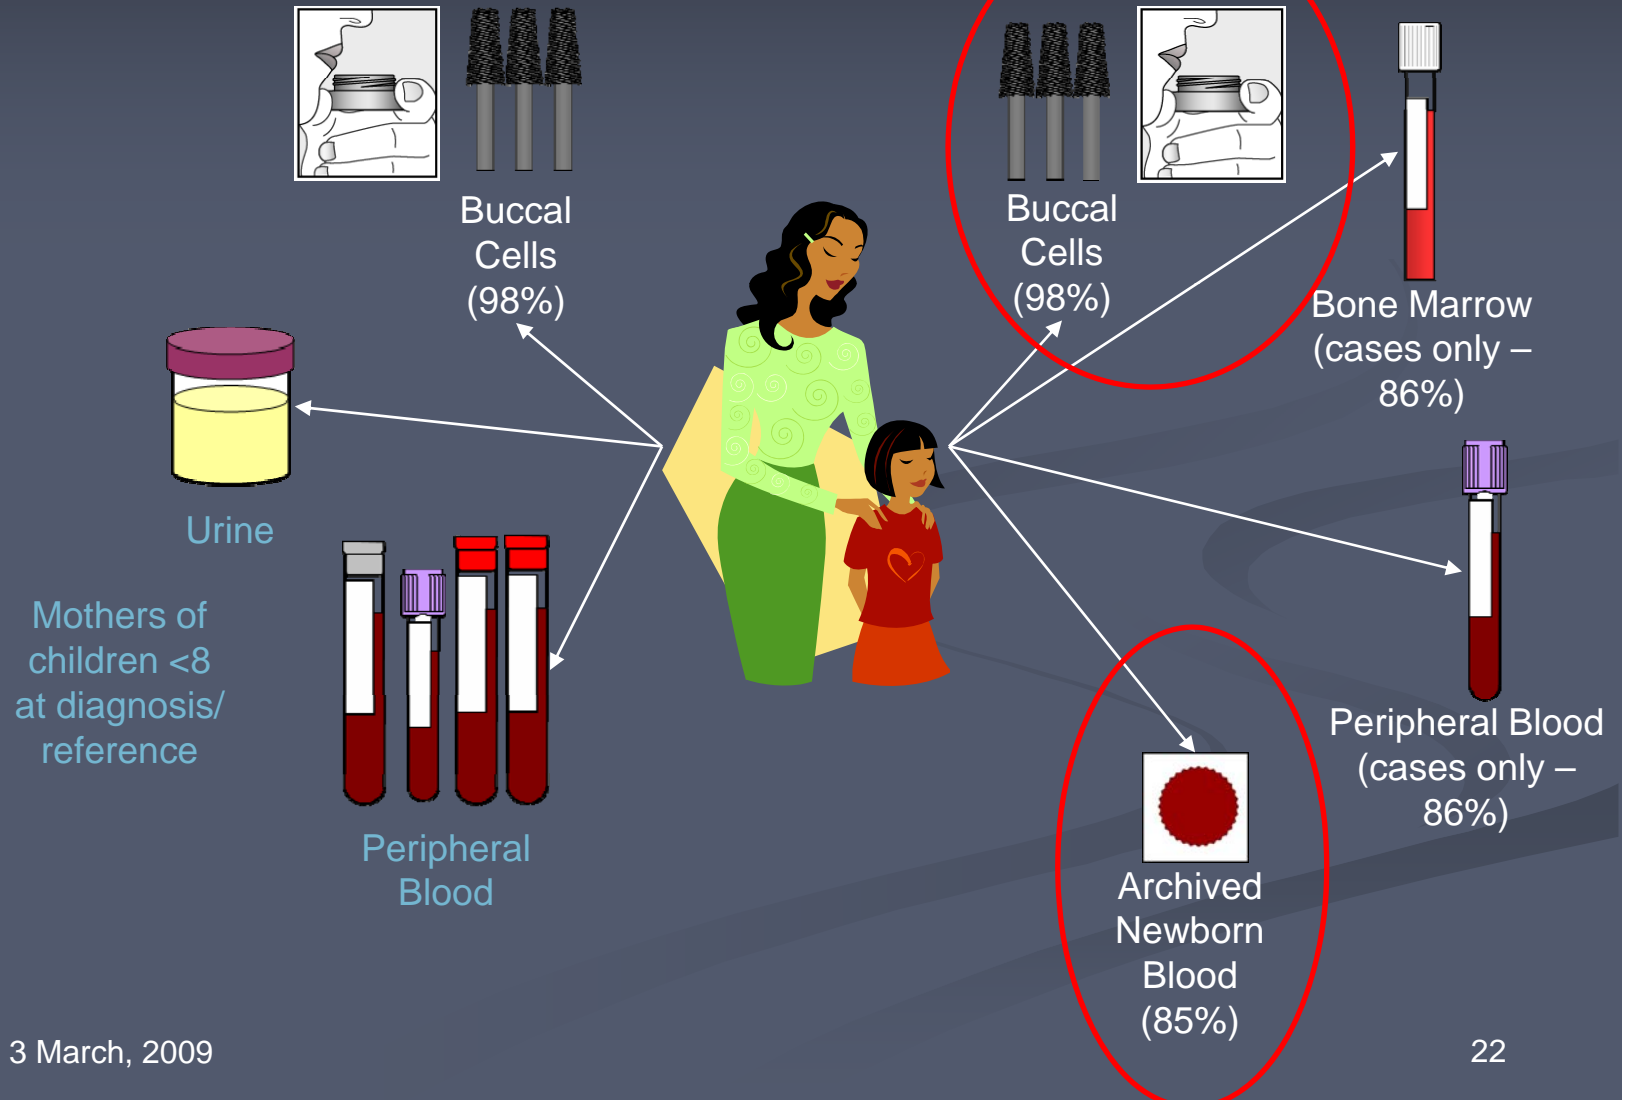 Buccal
Cells
(98%)
Buccal
Cells
(98%)
Bone Marrow
(cases only –
86%)
Urine
Mothers of
children <8
at diagnosis/
reference
Peripheral
Blood
Peripheral Blood
(cases only –
86%)
Archived
Newborn
Blood
(85%)
3 March, 2009
22